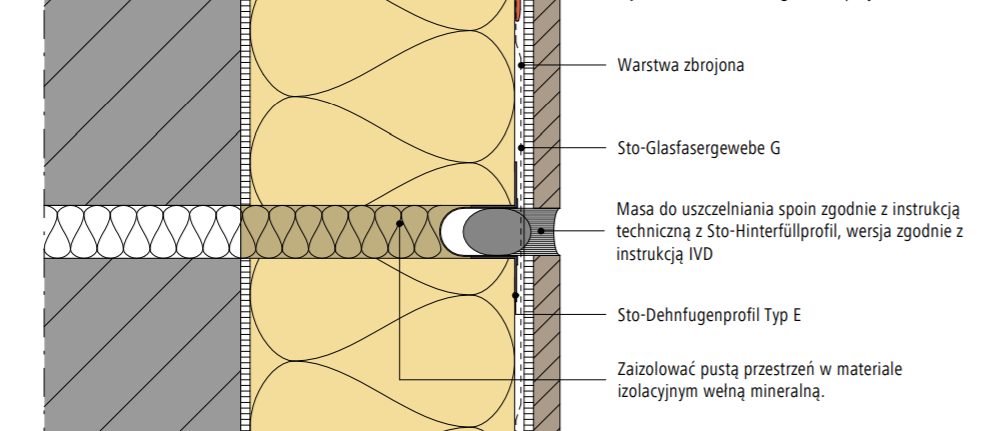 Warstwa zbrojona
Sto-Glasfasergewebe G
Masa do uszczelniania spoin zgodnie z instrukcją
techniczną z Sto-Hinterfüllprofil, wersja zgodnie z
instrukcją IVD
Sto-Dehnfugenprofil Typ E
Zaizolować pustą przestrzeń w materiale
izolacyjnym wełną mineralną.